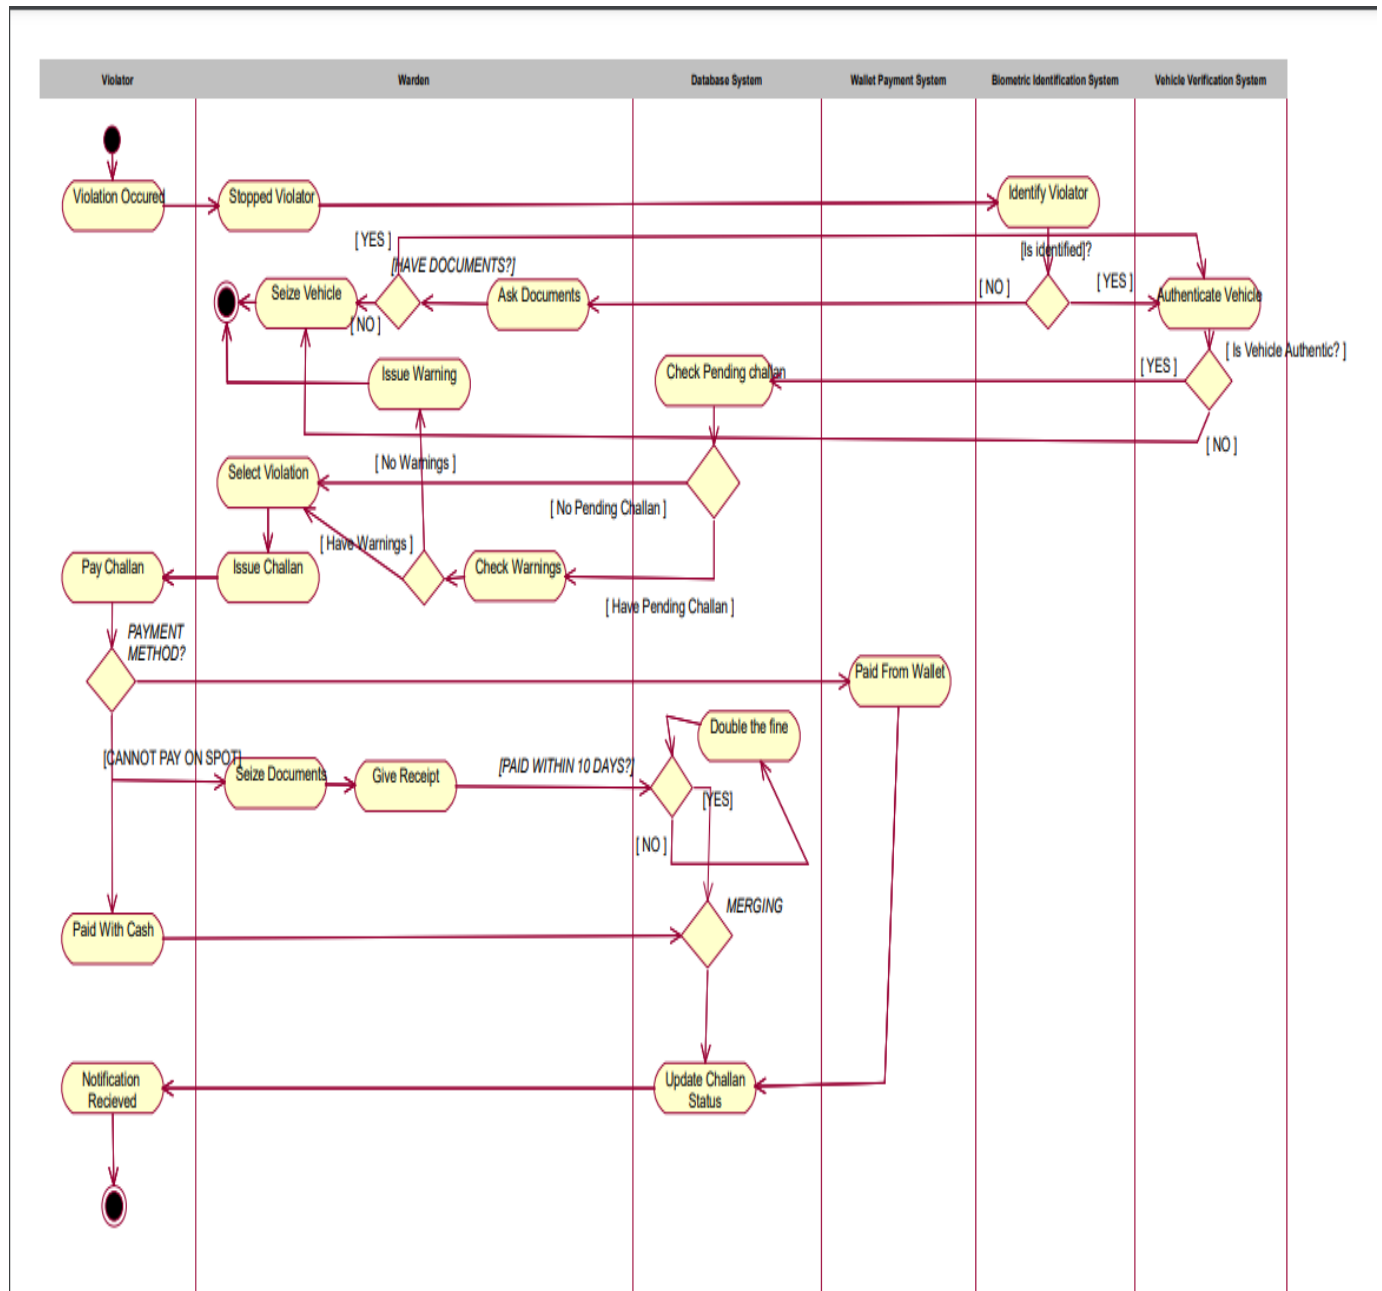 Violator
Warden
Database System
Wallet Payment System
Biometric Identification System
Vehicle Verification System
Violation Occured
Stopped Violator
Identify Violator
[ YES ]
[Is identified]?
[HAVE DOCUMENTS?]
Seize Vehicle
Ask Documents
[ NO ]
[ YES ]
Authenticate Vehicle
[ NO ]
[ Is Vehicle Authentic? ]
Issue Warning
Check Pending challan
[ YES ]
[ NO ]
[ No Warnings ]
Select Violation
[ No Pending Challan ]
[ Have Warnings ]
Pay Challan
Issue Challan
Check Warnings
[ Have Pending Challan ]
PAYMENT
METHOD?
Paid From Wallet
Double the fine
[CANNOT PAY ON SPOT]
Seize Documents
Give Receipt
[PAID WITHIN 10 DAYS?]
[YES]
[ NO ]
MERGING
Paid With Cash
Notification
Recieved
Update Challan
Status